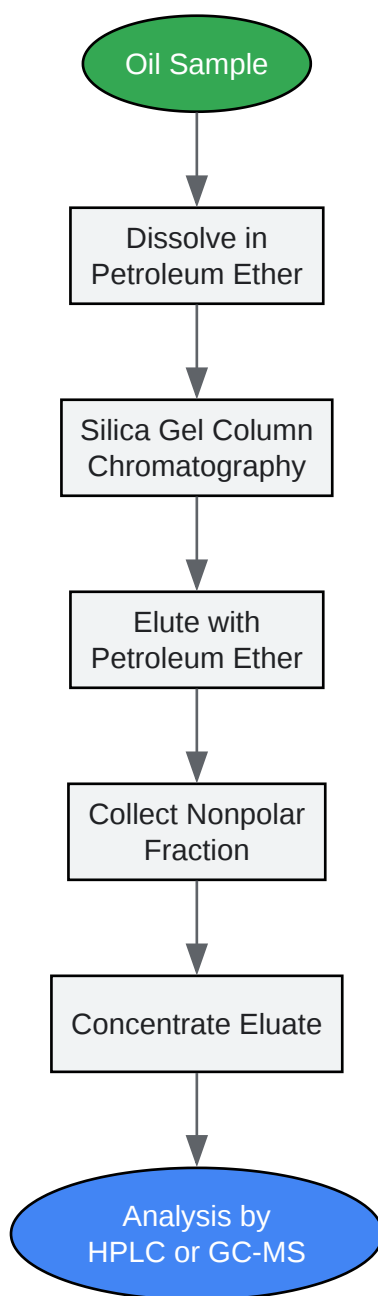 Oil Sample
Dissolve in
Petroleum Ether
Silica Gel Column
Chromatography
Elute with
Petroleum Ether
Collect Nonpolar
Fraction
Concentrate Eluate
Analysis by
HPLC or GC-MS